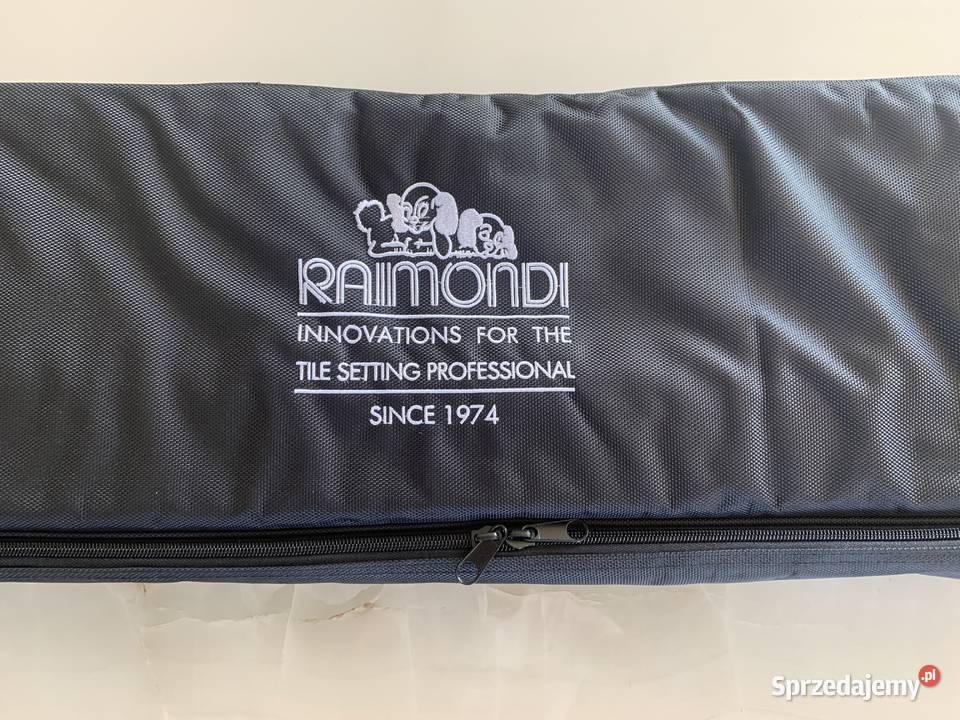 RAIMONDI
INNOVATIONS FOR THE
TILE SETTING PROFESSIONAL
SINCE 1974
Sprzedajemy.pl